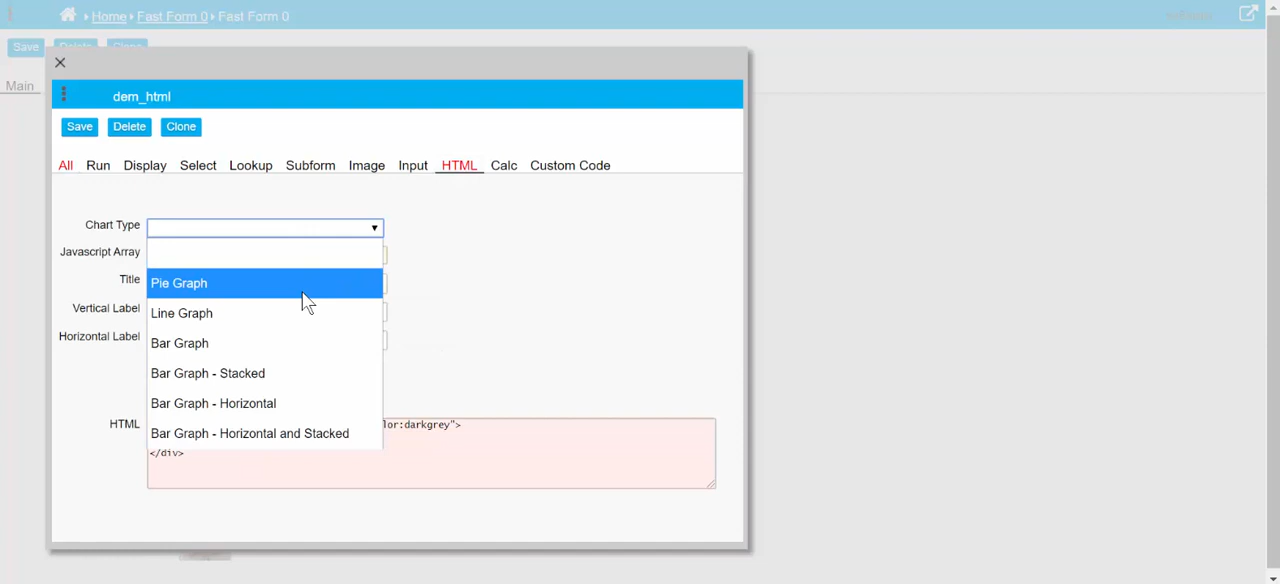 Home Fast Form 0 Fast Form 0
Save Delete Clone
Main
dem_html
Save Delete Clone
All Run Display Select Lookup Subform Image Input HTML Calc Custom Code
Chart Type
Javascript Array
Title
Pie Graph
Vertical Label
Line Graph
Horizontal Label
Bar Graph
Bar Graph - Stacked
Bar Graph - Horizontal
HTML
lor:darkgrey">
Bar Graph - Horizontal and Stacked
</div>